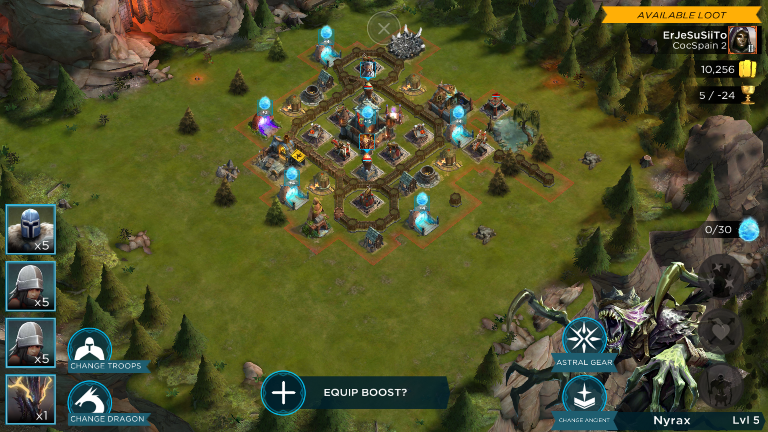 AVAILABLE LOOT
ErJeSuSiiTo
CocSpain 2
10,256
5 / -24
0/30
x5
x5
x5
x1
CHANGE TROOPS
CHANGE DRAGON
EQUIP BOOST?
ASTRAL GEAR
CHANGE ANCIENT
Nyrax Lvl 5